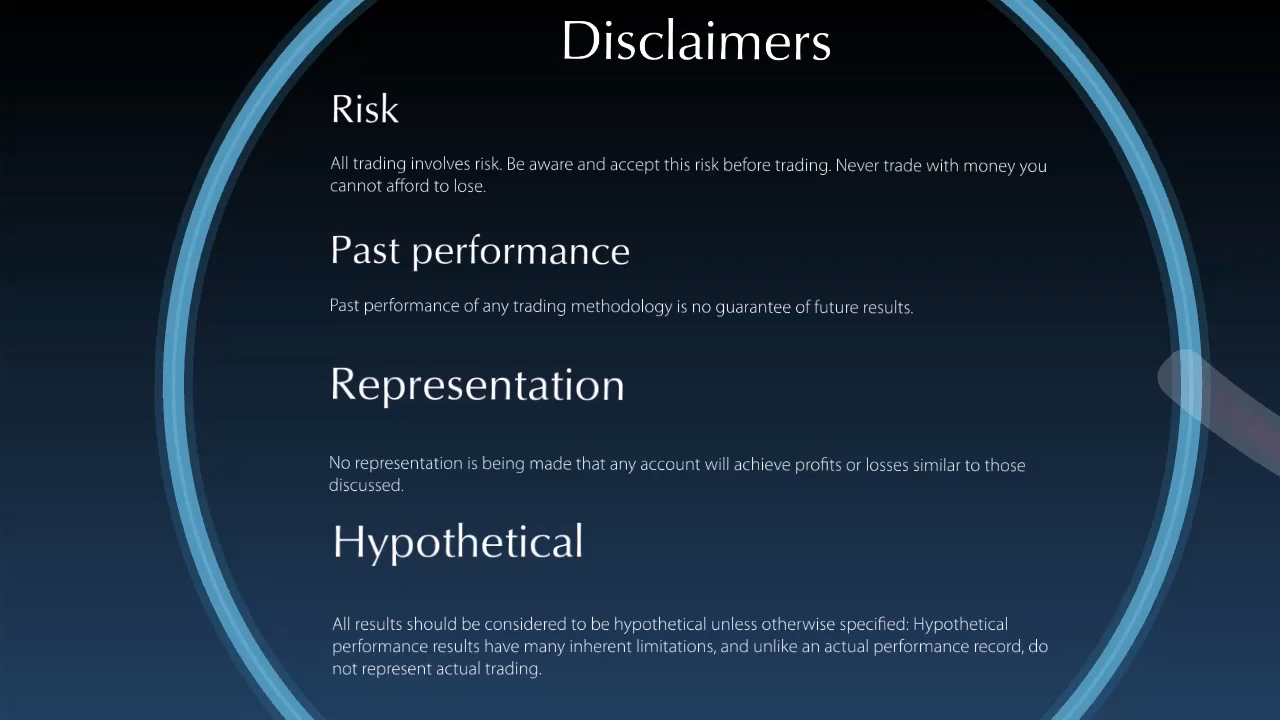 Disclaimers
Risk
All trading involves risk. Be aware and accept this risk before trading. Never trade with money you
cannot afford to lose.
Past performance
Past performance of any trading methodology is no guarantee of future results.
Representation
No representation is being made that any account will achieve profits or losses similar to those
discussed.
Hypothetical
All results should be considered to be hypothetical unless otherwise specified: Hypothetical
performance results have many inherent limitations, and unlike an actual performance record, do
not represent actual trading.